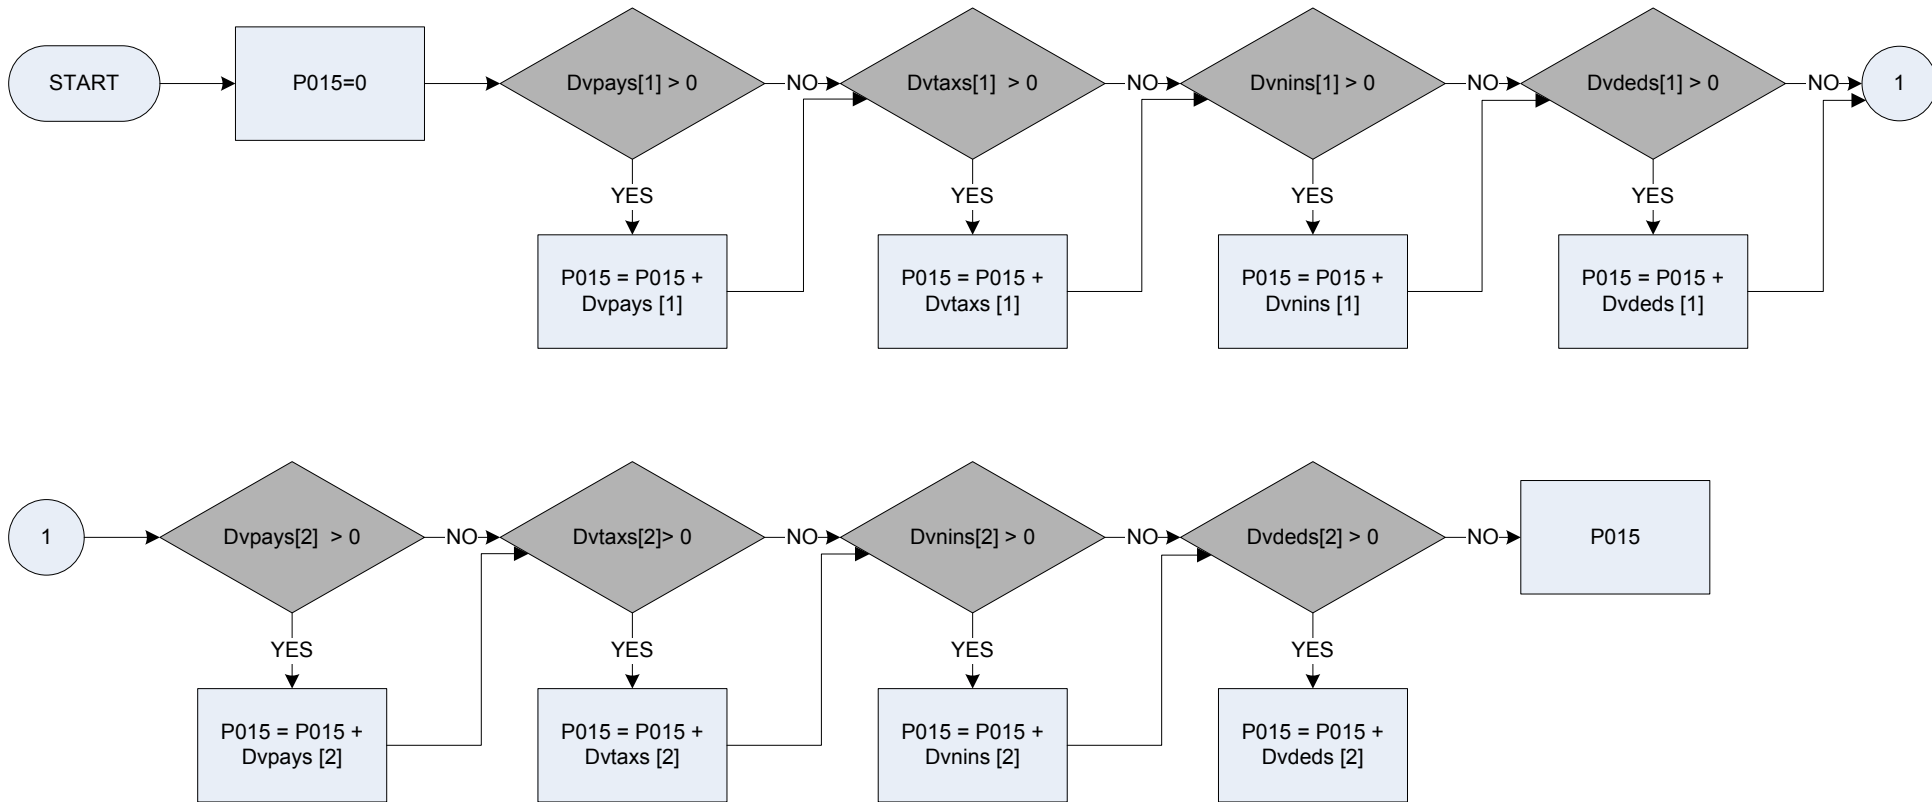 START
P015=0
Dvpays[1] > 0
NO
Dvtaxs[1]  > 0
NO
Dvnins[1] > 0
NO
Dvdeds[1] > 0
NO
1
YES
YES
YES
YES
P015 = P015 +
Dvpays [1]
P015 = P015 +
Dvtaxs [1]
P015 = P015 +
Dvnins [1]
P015 = P015 +
Dvdeds [1]
1
Dvpays[2]  > 0
NO
Dvtaxs[2]> 0
NO
Dvnins[2] > 0
NO
Dvdeds[2] > 0
NO
P015
YES
YES
YES
YES
P015 = P015 +
Dvpays [2]
P015 = P015 +
Dvtaxs [2]
P015 = P015 +
Dvnins [2]
P015 = P015 +
Dvdeds [2]